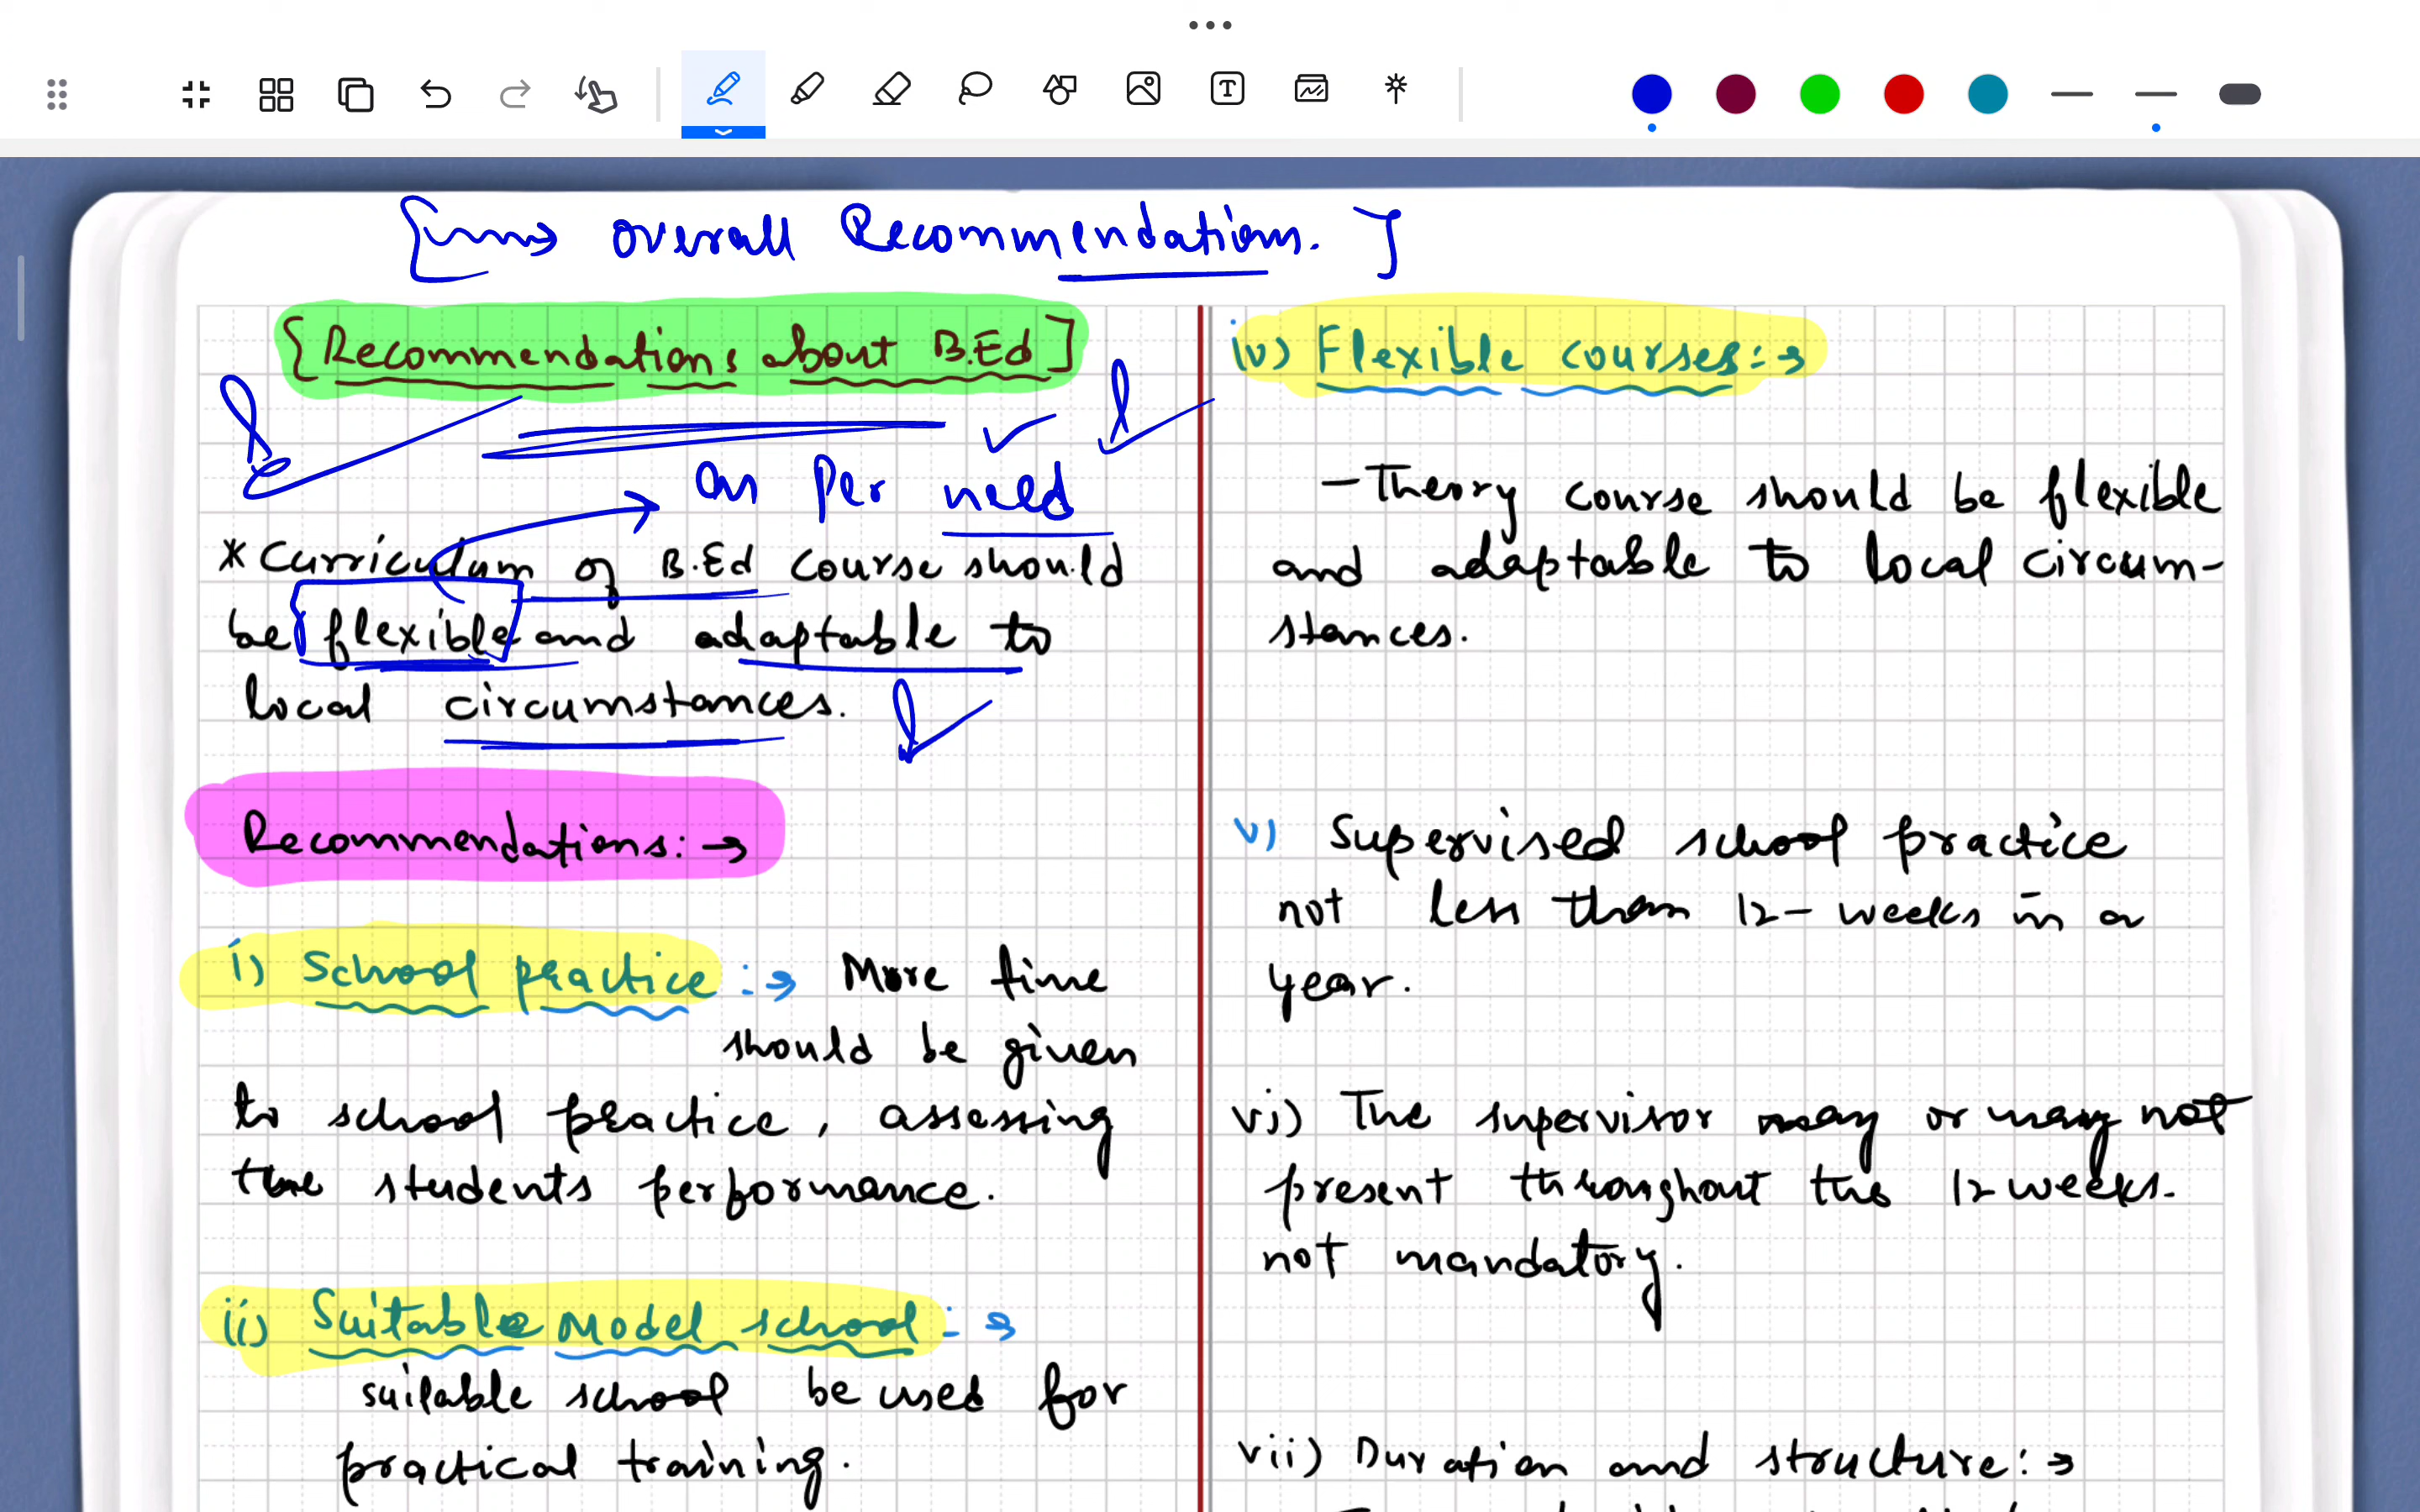 overall Recommendations. ]
{Recommendations about B.Ed]
as Per need
* Curriculum of B.Ed course should
be flexible and adaptable to
local circumstances.
Recommendations: →
i) School practice :→ More time
should be given
to school practice, assessing
the students performance.
ii) Suitable Model school :→
suitable school be used for
practical training.
iv) Flexible courses :→
- Theory course should be flexible
and adaptable to local circum-
stances.
v) Supervised school practice
not less than 12- weeks in a
year.
vi) The supervisor may or may not
present throughout the 12 weeks.
not mandatory.
vii) Duration and structure: →